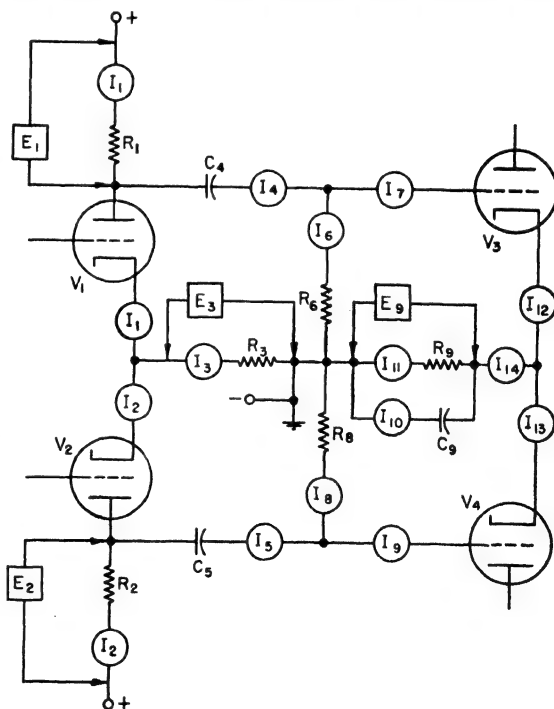 +
I₁
E₁
R₁
C₄
I₄
I₇
V₁
I₆
V₃
I₁
E₃
R₆
E₉
I₁₂
I₃
R₃
I₁₁
R₉
I₁₄
I₂
−
I₁₀
C₉
I₁₃
V₂
R₈
I₈
V₄
C₅
I₅
I₉
E₂
R₂
I₂
+